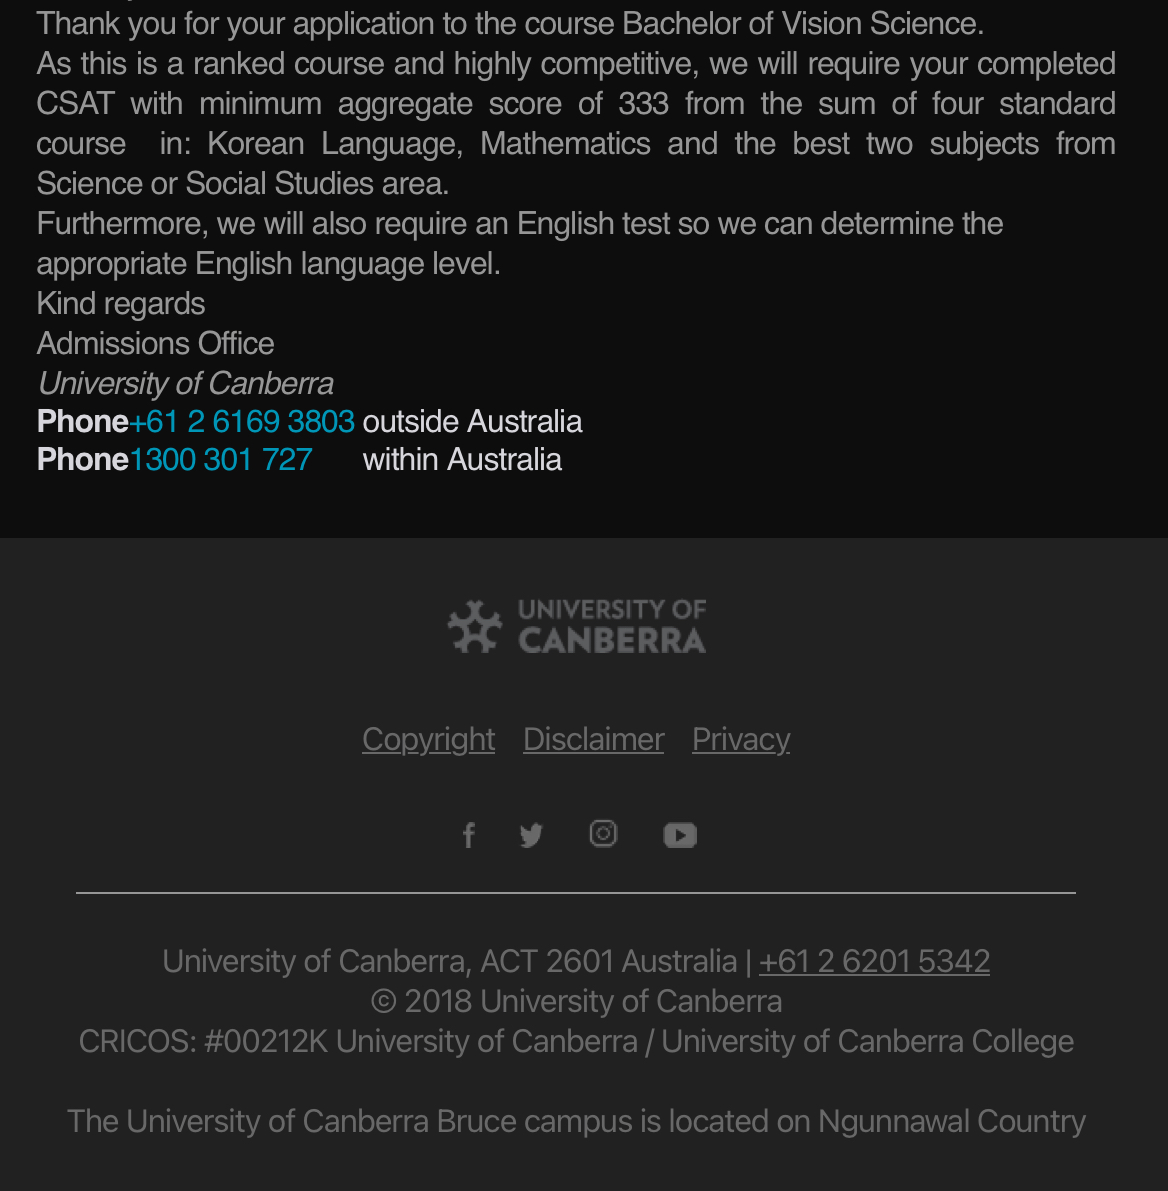 Thank you for your application to the course Bachelor of Vision Science.
As this is a ranked course and highly competitive, we will require your completed
CSAT with minimum aggregate score of 333 from the sum of four standard
course in: Korean Language, Mathematics and the best two subjects from
Science or Social Studies area.
Furthermore, we will also require an English test so we can determine the
appropriate English language level.
Kind regards
Admissions Office
University of Canberra
Phone+61 2 6169 3803 outside Australia
Phone1300 301 727 within Australia
UNIVERSITY OF
CANBERRA
Copyright Disclaimer Privacy
University of Canberra, ACT 2601 Australia | +61 2 6201 5342
© 2018 University of Canberra
CRICOS: #00212K University of Canberra / University of Canberra College
The University of Canberra Bruce campus is located on Ngunnawal Country